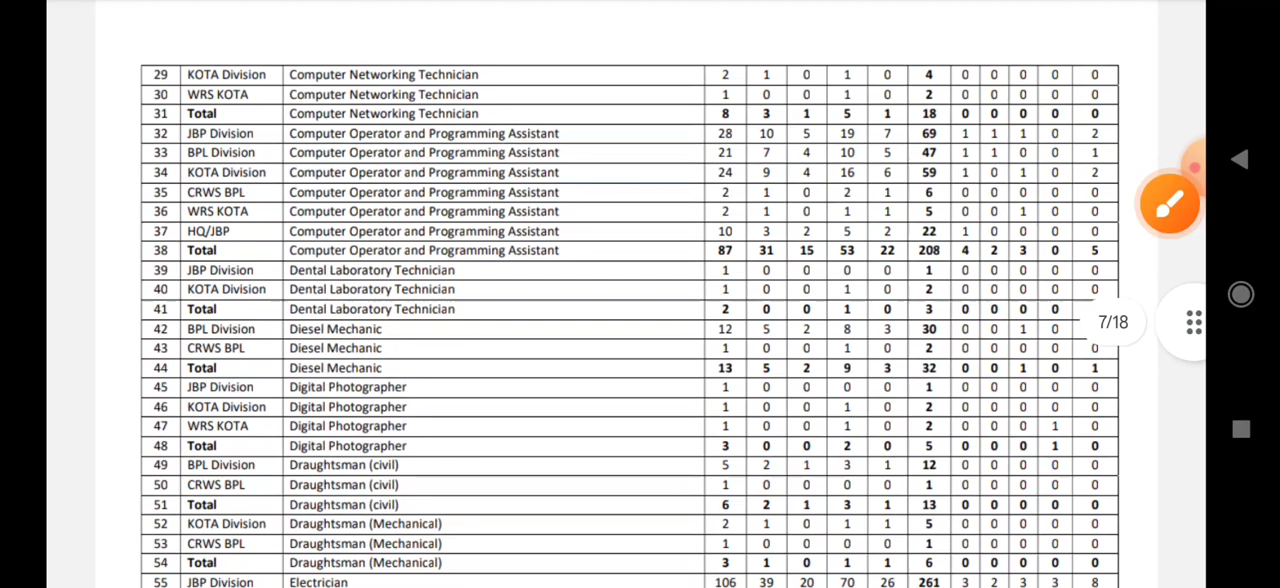 29 KOTA Division Computer Networking Technician 2 1 0 1 0 4 0 0 0 0 0
30 WRS KOTA Computer Networking Technician 1 0 0 1 0 2 0 0 0 0 0
31 Total Computer Networking Technician 8 3 1 5 1 18 0 0 0 0 0
32 JBP Division Computer Operator and Programming Assistant 28 10 5 19 7 69 1 1 1 0 2
33 BPL Division Computer Operator and Programming Assistant 21 7 4 10 5 47 1 1 0 0 1
34 KOTA Division Computer Operator and Programming Assistant 24 9 4 16 6 59 1 0 1 0 2
35 CRWS BPL Computer Operator and Programming Assistant 2 1 0 2 1 6 0 0 0 0 0
36 WRS KOTA Computer Operator and Programming Assistant 2 1 0 1 1 5 0 0 1 0 0
37 HQ/JBP Computer Operator and Programming Assistant 10 3 2 5 2 22 1 0 0 0 0
38 Total Computer Operator and Programming Assistant 87 31 15 53 22 208 4 2 3 0 5
39 JBP Division Dental Laboratory Technician 1 0 0 0 0 1 0 0 0 0 0
40 KOTA Division Dental Laboratory Technician 1 0 0 1 0 2 0 0 0 0 0
41 Total Dental Laboratory Technician 2 0 0 1 0 3 0 0 0 0
42 BPL Division Diesel Mechanic 12 5 2 8 3 30 0 0 1 0
7/18
43 CRWS BPL Diesel Mechanic 1 0 0 1 0 2 0 0 0 0 0
44 Total Diesel Mechanic 13 5 2 9 3 32 0 0 1 0 1
45 JBP Division Digital Photographer 1 0 0 0 0 1 0 0 0 0 0
46 KOTA Division Digital Photographer 1 0 0 1 0 2 0 0 0 0 0
47 WRS KOTA Digital Photographer 1 0 0 1 0 2 0 0 0 1 0
48 Total Digital Photographer 3 0 0 2 0 5 0 0 0 1 0
49 BPL Division Draughtsman (civil) 5 2 1 3 1 12 0 0 0 0 0
50 CRWS BPL Draughtsman (civil) 1 0 0 0 0 1 0 0 0 0 0
51 Total Draughtsman (civil) 6 2 1 3 1 13 0 0 0 0 0
52 KOTA Division Draughtsman (Mechanical) 2 1 0 1 1 5 0 0 0 0 0
53 CRWS BPL Draughtsman (Mechanical) 1 0 0 0 0 1 0 0 0 0 0
54 Total Draughtsman (Mechanical) 3 1 0 1 1 6 0 0 0 0 0
55 JBP Division Electrician 106 39 20 70 26 261 3 2 3 3 8